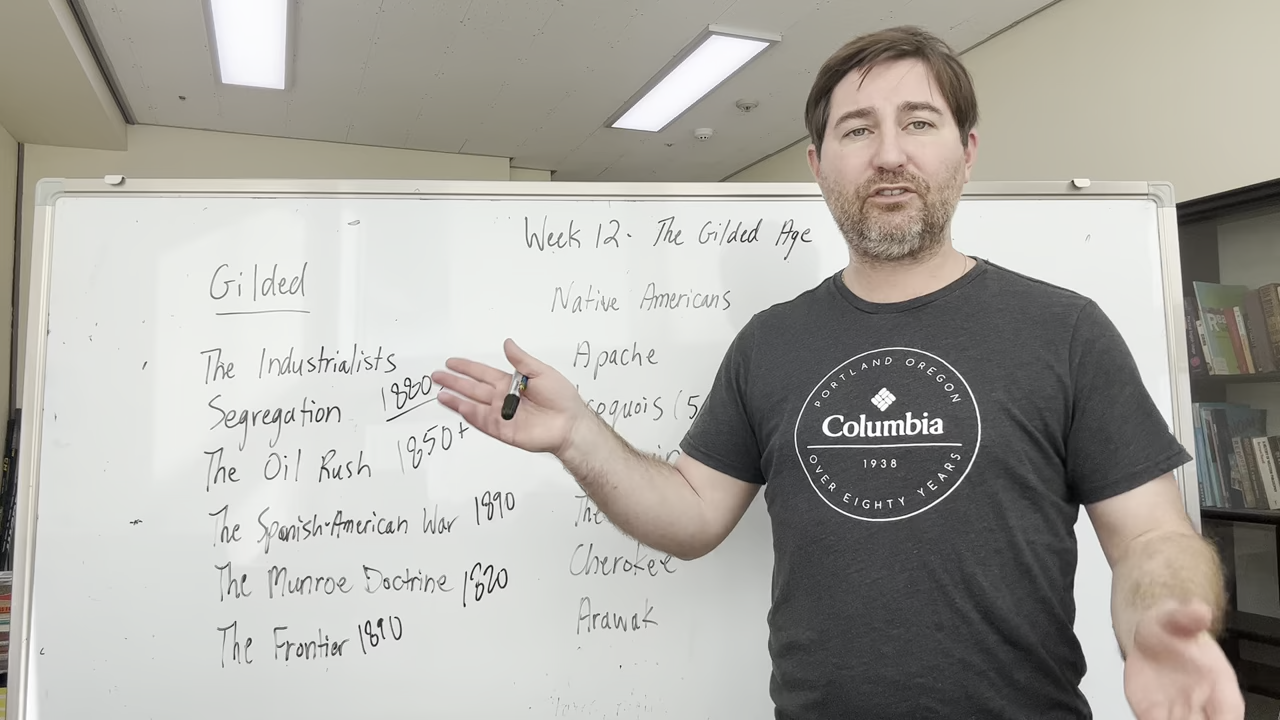 Week 12. The Gilded Age
Gilded
The Industrialists
Segregation 1880
The Oil Rush 1850+
The Spanish-American War 1890
The Munroe Doctrine 1820
The Frontier 1890
Native Americans
Apache
The
Cherokee
Arawak
PORTLAND OREGON
Columbia
1938
OVER EIGHTY YEARS